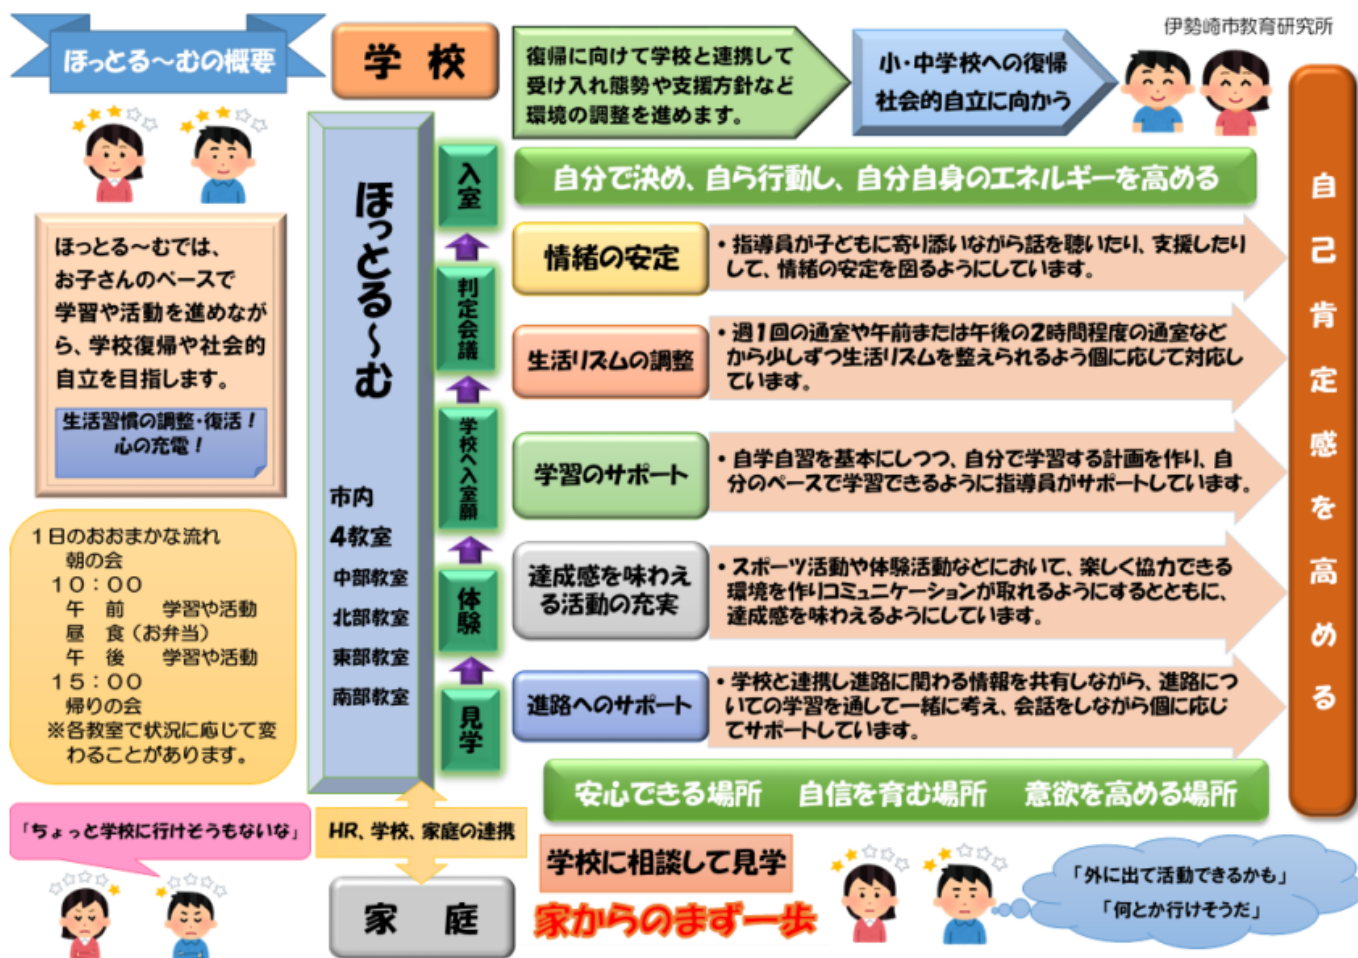 伊勢崎市教育研究所
ほっとる～むの概要
学 校
復帰に向けて学校と連携して
受け入れ態勢や支援方針など
環境の調整を進めます。
小・中学校への復帰
社会的自立に向かう
ほっとる～むでは、
お子さんのペースで
学習や活動を進めなが
ら、学校復帰や社会的
自立を目指します。
生活習慣の調整・復活！
心の充電！
1日のおおまかな流れ
朝の会
10：00
午 前 学習や活動
昼 食（お弁当）
午 後 学習や活動
15：00
帰りの会
※各教室で状況に応じて変
わることがあります。
ほっとる～む
市内
4教室
中部教室
北部教室
東部教室
南部教室
入室
判定会議
学校へ入室願
体験
見学
自分で決め、自ら行動し、自分自身のエネルギーを高める
情緒の安定
・指導員が子どもに寄り添いながら話を聴いたり、支援したり
して、情緒の安定を図るようにしています。
生活リズムの調整
・週1回の通室や午前または午後の2時間程度の通室など
から少しずつ生活リズムを整えられるよう個に応じて対応し
ています。
学習のサポート
・自学自習を基本にしつつ、自分で学習する計画を作り、自
分のペースで学習できるように指導員がサポートしています。
達成感を味わえ
る活動の充実
・スポーツ活動や体験活動などにおいて、楽しく協力できる
環境を作りコミュニケーションが取れるようにするとともに、
達成感を味わえるようにしています。
進路へのサポート
・学校と連携し進路に関わる情報を共有しながら、進路につ
いての学習を通して一緒に考え、会話をしながら個に応じ
てサポートしています。
安心できる場所 自信を育む場所 意欲を高める場所
自己肯定感を高める
「ちょっと学校に行けそうもないな」
HR、学校、家庭の連携
家 庭
学校に相談して見学
家からのまず一歩
「外に出て活動できるかも」
「何とか行けそうだ」